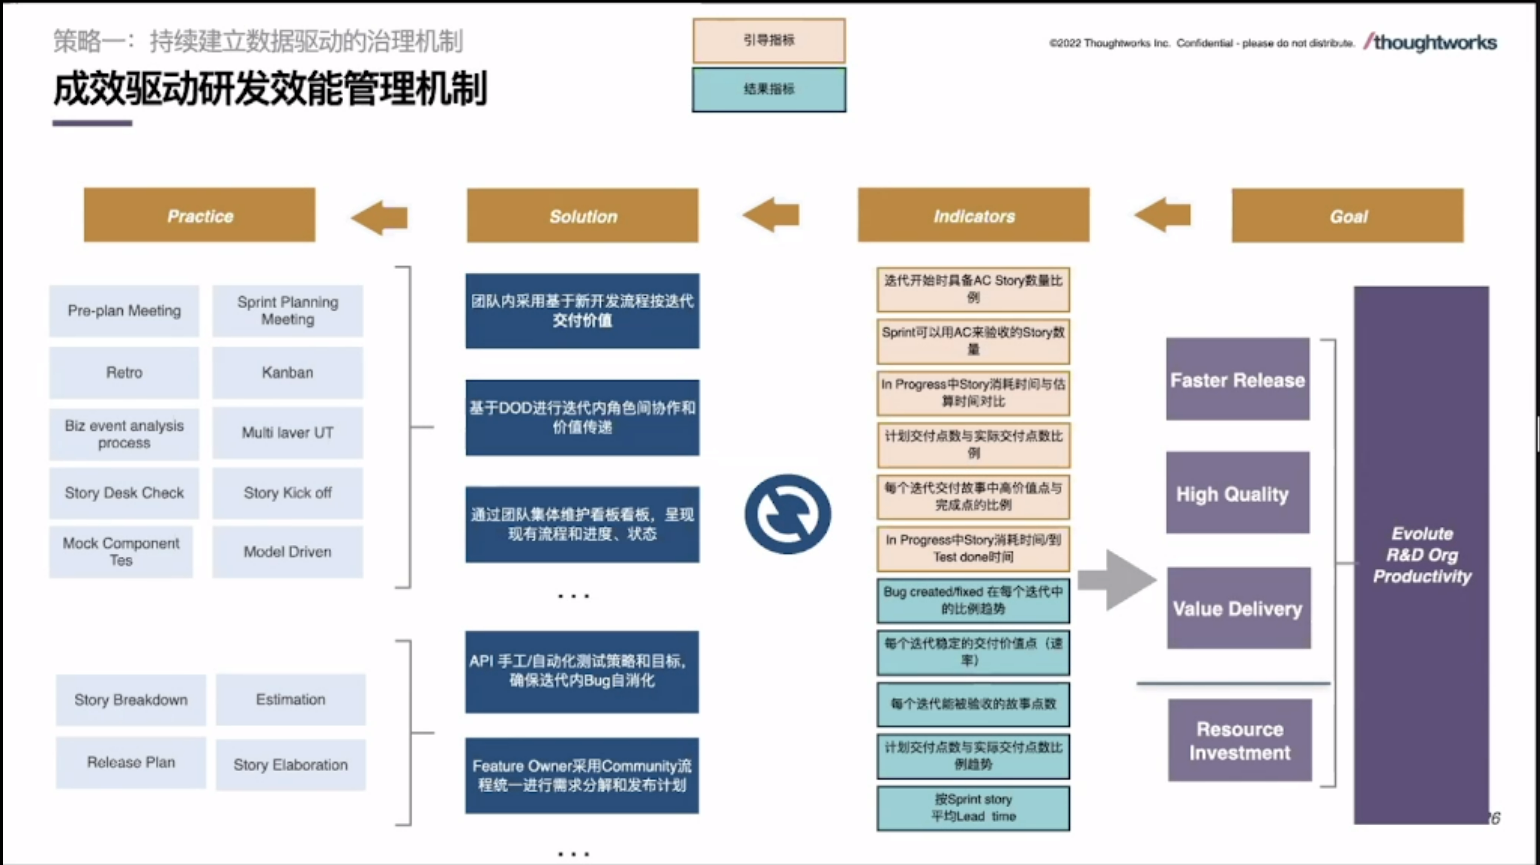 策略一：持续建立数据驱动的治理机制
成效驱动研发效能管理机制
引导指标
结果指标
©2022 Thoughtworks Inc. Confidential - please do not distribute.
/thoughtworks
Practice
Solution
Indicators
Goal
Pre-plan Meeting
Sprint Planning
Meeting
Retro
Kanban
Biz event analysis
process
Multi laver UT
Story Desk Check
Story Kick off
Mock Component
Tes
Model Driven
Story Breakdown
Estimation
Release Plan
Story Elaboration
团队内采用基于新开发流程按迭代
交付价值
基于DOD进行迭代内角色间协作和
价值传递
通过团队集体维护看板看板，呈现
现有流程和进度、状态
...
API 手工/自动化测试策略和目标，
确保迭代内Bug自消化
Feature Owner采用Community流
程统一进行需求分解和发布计划
...
迭代开始时具备AC Story数量比
例
Sprint可以用AC来验收的Story数
量
In Progress中Story消耗时间与估
算时间对比
计划交付点数与实际交付点数比
例
每个迭代交付故事中高价值点与
完成点的比例
In Progress中Story消耗时间/到
Test done时间
Bug created/fixed 在每个迭代中
的比例趋势
每个迭代稳定的交付价值点（速
率）
每个迭代能被验收的故事点数
计划交付点数与实际交付点数比
例趋势
按Sprint story
平均Lead time
Faster Release
High Quality
Value Delivery
Resource
Investment
Evolute
R&D Org
Productivity